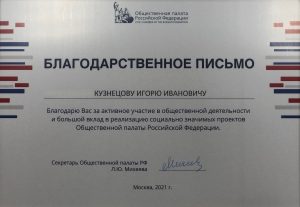 Общественная палата
Российской Федерации
БЛАГОДАРСТВЕННОЕ ПИСЬМО
КУЗНЕЦОВУ ИГОРЮ ИВАНОВИЧУ
Благодарю Вас за активное участие в общественной деятельности
и большой вклад в реализацию социально значимых проектов
Общественной палаты Российской Федерации.
Секретарь Общественной палаты РФ
Л.Ю. Михеева
Москва, 2021 г.